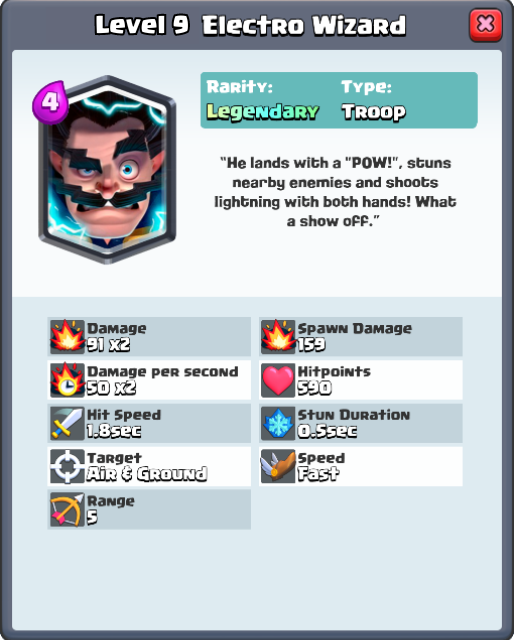 Level 9 Electro Wizard
4
Rarity: Type:
Legendary Troop
"He lands with a "POW!", stuns
nearby enemies and shoots
lightning with both hands! What
a show off."
Damage
91 x2
Spawn Damage
159
Damage per second
50 x2
Hitpoints
590
Hit Speed
1.8sec
Stun Duration
0.5sec
Target
Air & Ground
Speed
Fast
Range
5